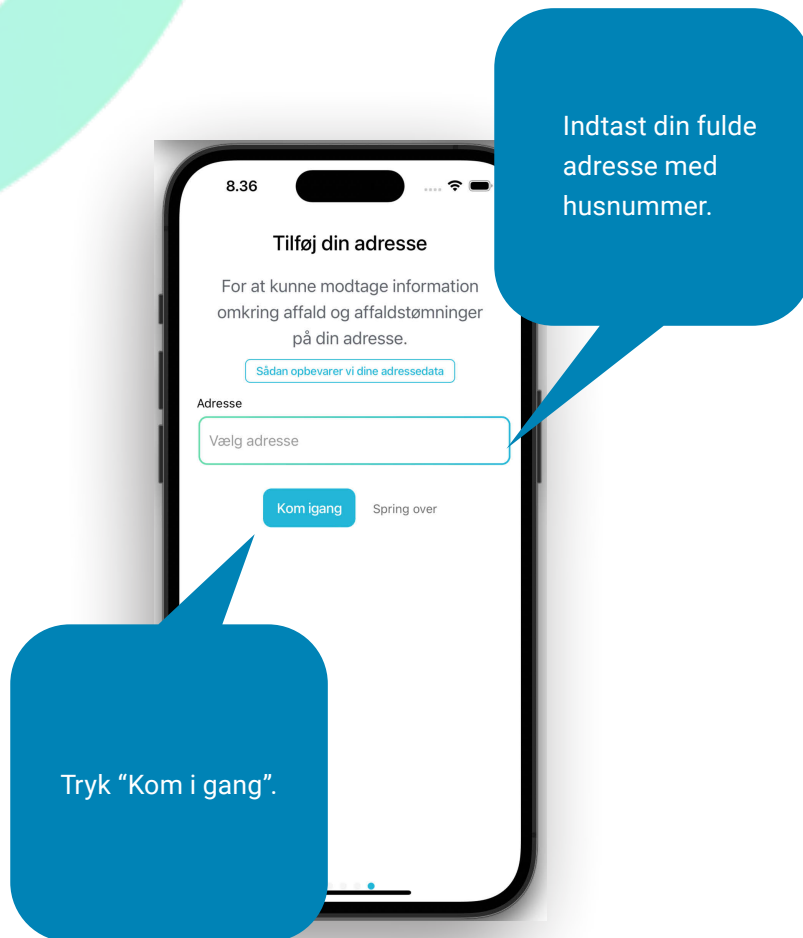 Indtast din fulde
adresse med
husnummer.
8.36
Tilføj din adresse
For at kunne modtage information
omkring affald og affaldstømninger
på din adresse.
Sådan opbevarer vi dine adressedata
Adresse
Vælg adresse
Kom igang
Spring over
Tryk “Kom i gang”.